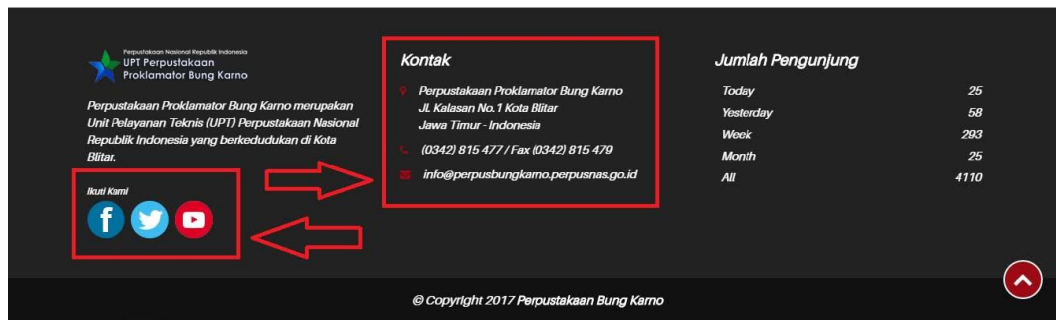 Perpustakaan Nasional Republik Indonesia
UPT Perpustakaan
Proklamator Bung Karno
Perpustakaan Proklamator Bung Karno merupakan
Unit Pelayanan Teknis (UPT) Perpustakaan Nasional
Republik Indonesia yang berkedudukan di Kota
Blitar.
Ikuti Kami
Kontak
Perpustakaan Proklamator Bung Karno
Jl. Kalasan No. 1 Kota Blitar
Jawa Timur - Indonesia
(0342) 815 477 / Fax (0342) 815 479
info@perpusbungkarno.perpusnas.go.id
Jumlah Pengunjung
Today 25
Yesterday 58
Week 293
Month 25
All 4110
© Copyright 2017 Perpustakaan Bung Karno